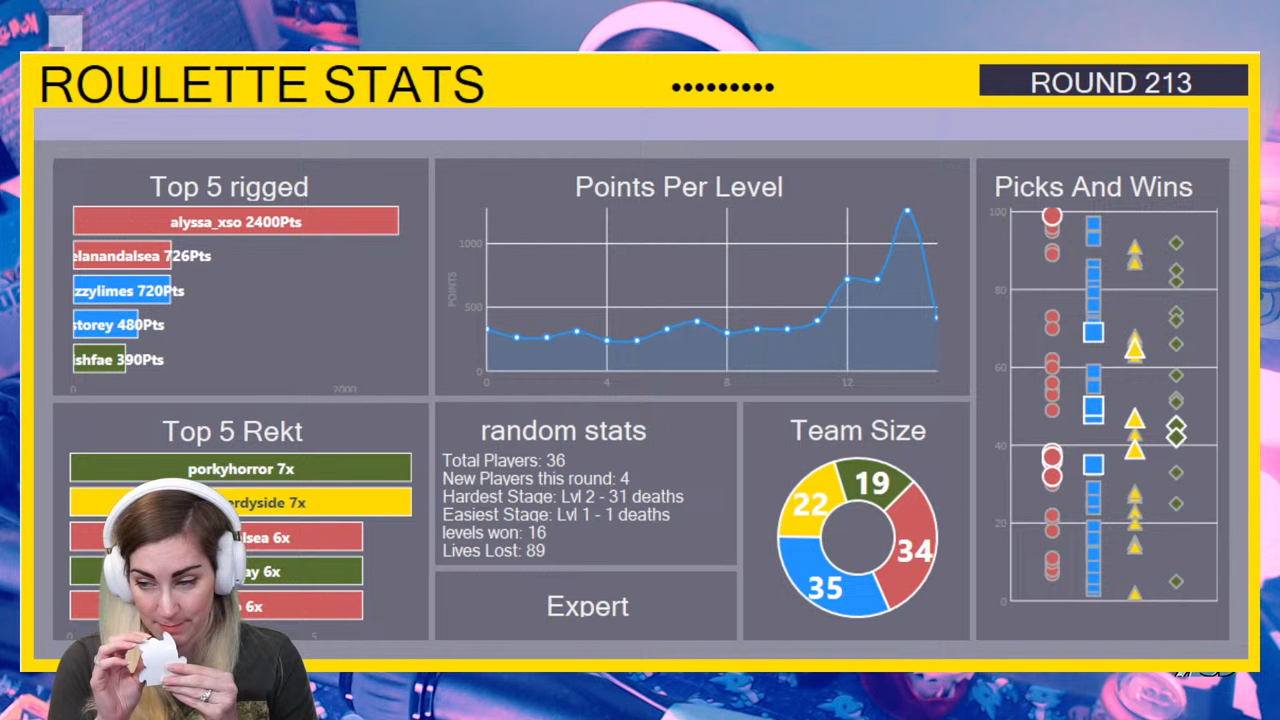 ROULETTE STATS
ROUND 213
Top 5 rigged
alyssa_xso 2400Pts
elanandalsea 726Pts
zzylimes 720Pts
storey 480Pts
ishfae 390Pts
0 2000
Points Per Level
POINTS
1000
500
0
0 4 8 12
Picks And Wins
100
80
60
40
20
0
Top 5 Rekt
porkyhorror 7x
rdyside 7x
lsea 6x
ay 6x
6x
5
random stats
Total Players: 36
New Players this round: 4
Hardest Stage: Lvl 2 - 31 deaths
Easiest Stage: Lvl 1 - 1 deaths
levels won: 16
Lives Lost: 89
Expert
Team Size
19
22
34
35